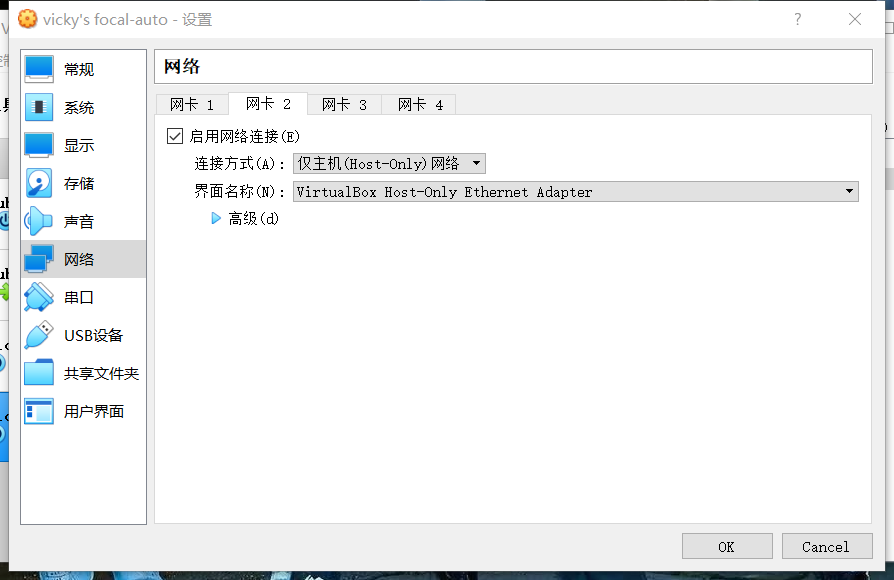 vicky's focal-auto - 设置
?
常规
系统
显示
存储
声音
网络
串口
USB设备
共享文件夹
用户界面
网络
网卡 1 网卡 2 网卡 3 网卡 4
启用网络连接(E)
连接方式(A): 仅主机(Host-Only)网络
界面名称(N): VirtualBox Host-Only Ethernet Adapter
高级(d)
OK Cancel